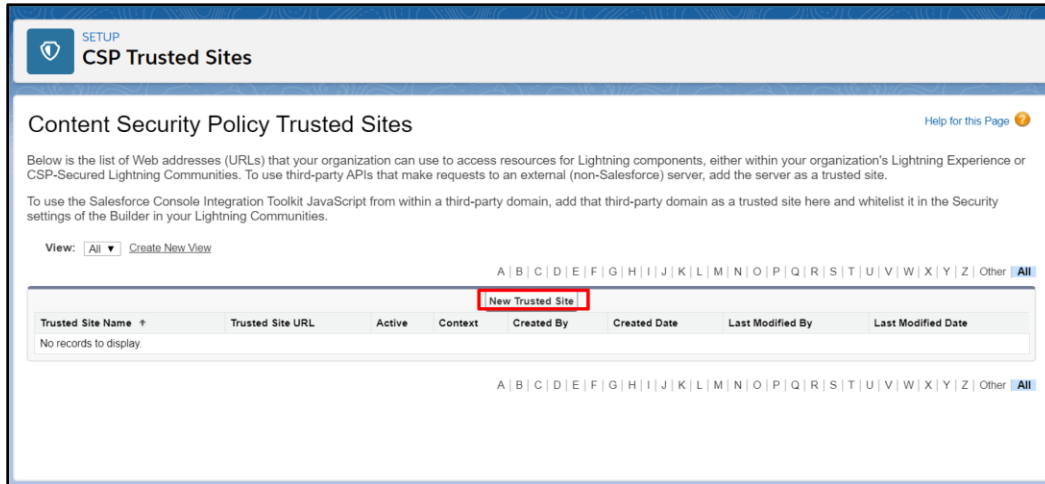 SETUP
CSP Trusted Sites
Content Security Policy Trusted Sites
Help for this Page ?
Below is the list of Web addresses (URLs) that your organization can use to access resources for Lightning components, either within your organization's Lightning Experience or
CSP-Secured Lightning Communities. To use third-party APIs that make requests to an external (non-Salesforce) server, add the server as a trusted site.
To use the Salesforce Console Integration Toolkit JavaScript from within a third-party domain, add that third-party domain as a trusted site here and whitelist it in the Security
settings of the Builder in your Lightning Communities.
View: All ▼ Create New View
A | B | C | D | E | F | G | H | I | J | K | L | M | N | O | P | Q | R | S | T | U | V | W | X | Y | Z | Other | All
New Trusted Site
Trusted Site Name ↑ Trusted Site URL Active Context Created By Created Date Last Modified By Last Modified Date
No records to display.
A | B | C | D | E | F | G | H | I | J | K | L | M | N | O | P | Q | R | S | T | U | V | W | X | Y | Z | Other | All